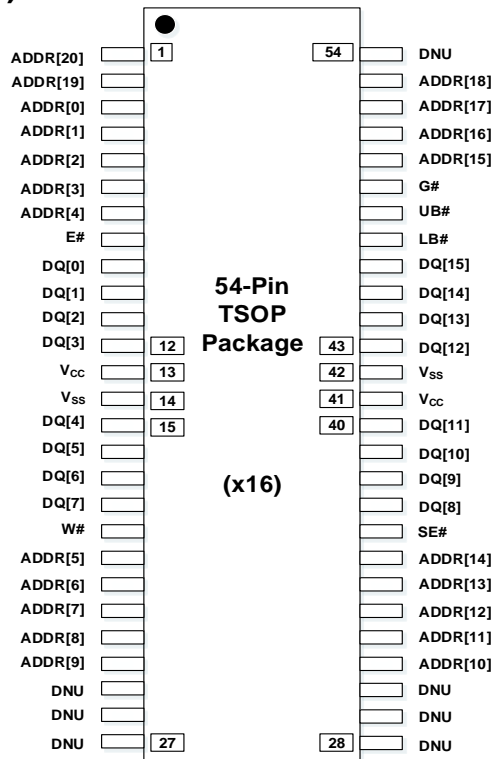 )
ADDR[20] 1 54 DNU
ADDR[19] ADDR[18]
ADDR[0] ADDR[17]
ADDR[1] ADDR[16]
ADDR[2] ADDR[15]
ADDR[3] G#
ADDR[4] UB#
E# LB#
DQ[0] DQ[15]
DQ[1] 54-Pin DQ[14]
DQ[2] TSOP DQ[13]
DQ[3] 12 Package 43 DQ[12]
VCC 13 42 VSS
VSS 14 41 VCC
DQ[4] 15 40 DQ[11]
DQ[5] DQ[10]
DQ[6] (x16) DQ[9]
DQ[7] DQ[8]
W# SE#
ADDR[5] ADDR[14]
ADDR[6] ADDR[13]
ADDR[7] ADDR[12]
ADDR[8] ADDR[11]
ADDR[9] ADDR[10]
DNU DNU
DNU DNU
DNU 27 28 DNU